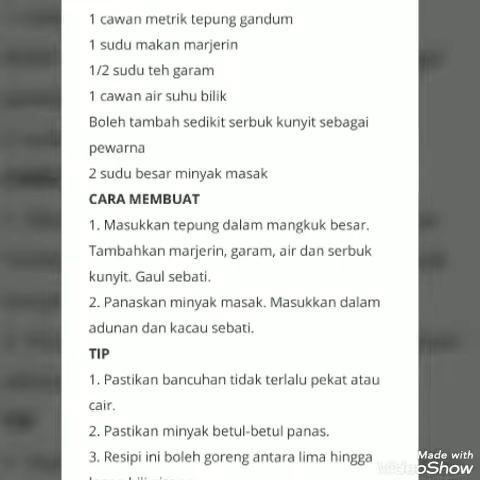 1 cawan metrik tepung gandum
1 sudu makan marjerin
1/2 sudu teh garam
1 cawan air suhu bilik
Boleh tambah sedikit serbuk kunyit sebagai
pewarna
2 sudu besar minyak masak
CARA MEMBUAT
1. Masukkan tepung dalam mangkuk besar.
Tambahkan marjerin, garam, air dan serbuk
kunyit. Gaul sebati.
2. Panaskan minyak masak. Masukkan dalam
adunan dan kacau sebati.
TIP
1. Pastikan bancuhan tidak terlalu pekat atau
cair.
2. Pastikan minyak betul-betul panas.
3. Resipi ini boleh goreng antara lima hingga
Made with
VideoShow